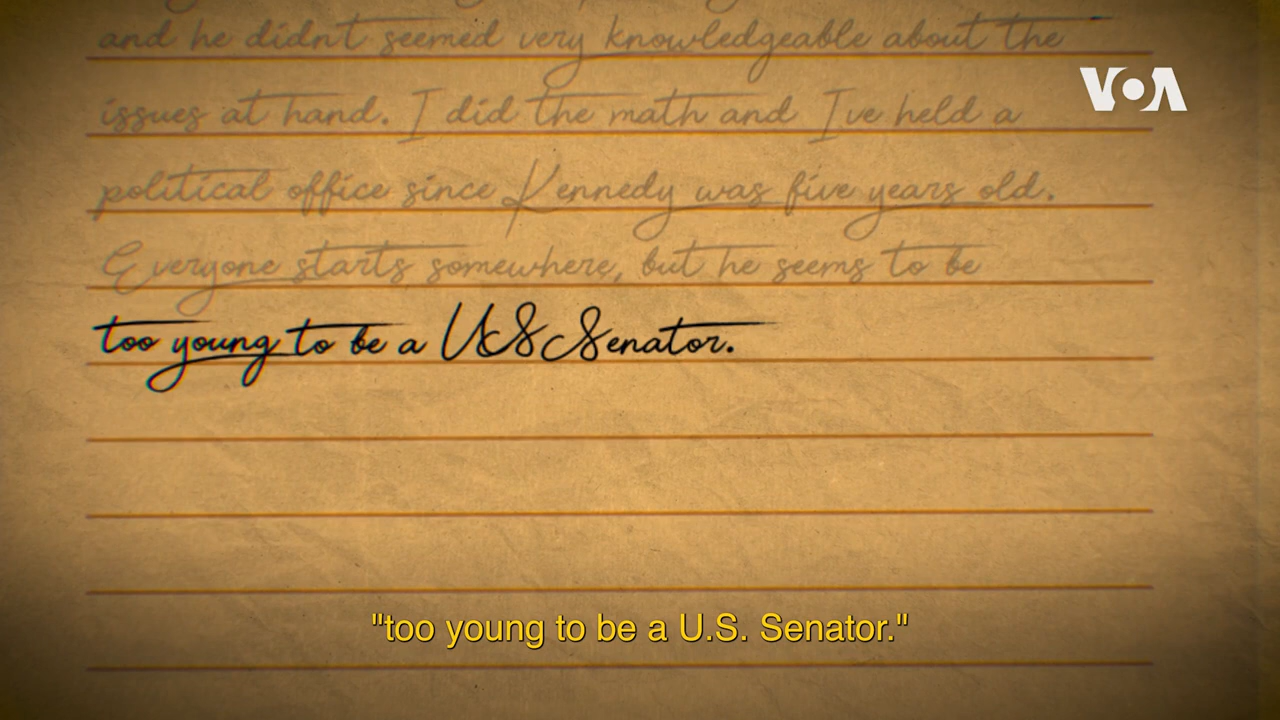 and he didnt seemed very knowledgeable about the
VOA
issues at hand. I did the math and I've held a
political office since Kennedy was five years old.
Everyone starts somewhere, but he seems to be
too young to be a US Senator.
"too young to be a U.S. Senator."